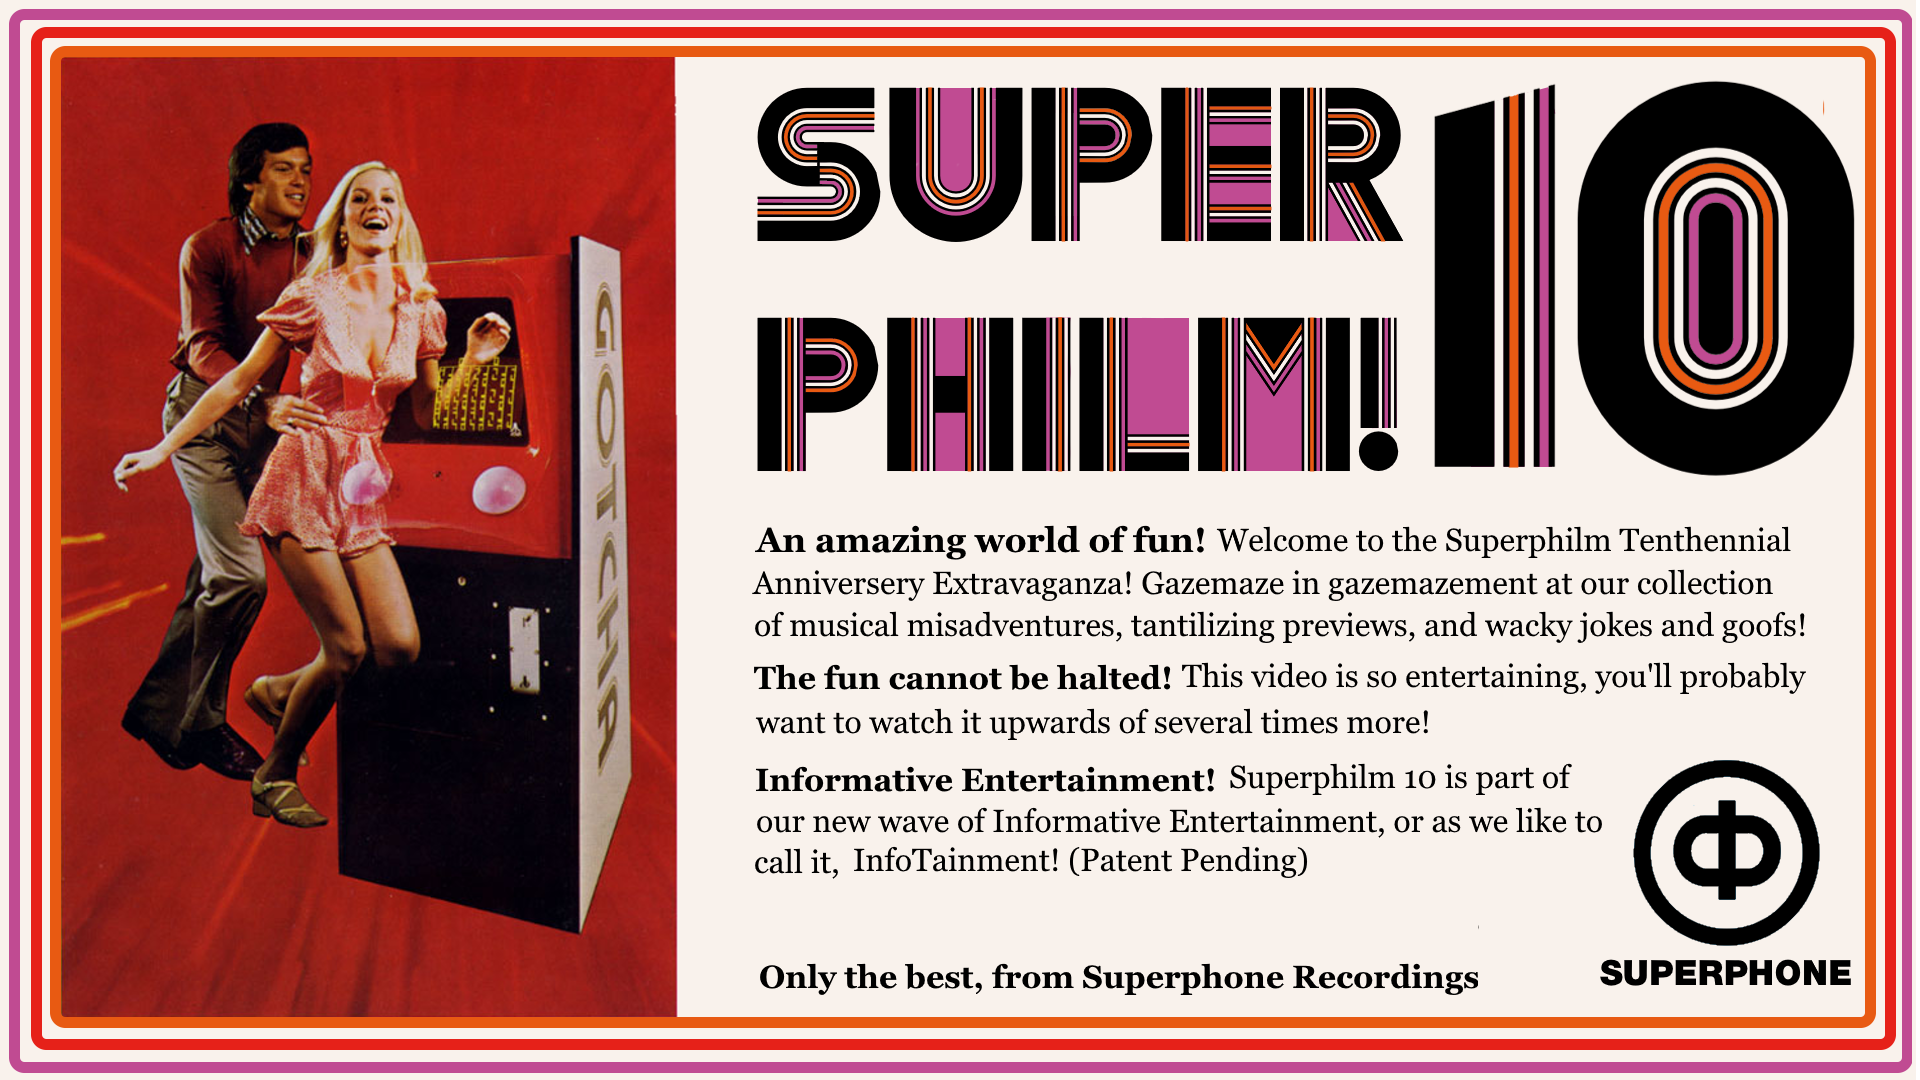 SUPER 10
PHILM!
GOTCHA
An amazing world of fun! Welcome to the Superphilm Tenthennial
Anniversery Extravaganza! Gazemaze in gazemazement at our collection
of musical misadventures, tantilizing previews, and wacky jokes and goofs!
The fun cannot be halted! This video is so entertaining, you'll probably
want to watch it upwards of several times more!
Informative Entertainment! Superphilm 10 is part of
our new wave of Informative Entertainment, or as we like to
call it, InfoTainment! (Patent Pending)
Only the best, from Superphone Recordings
SUPERPHONE